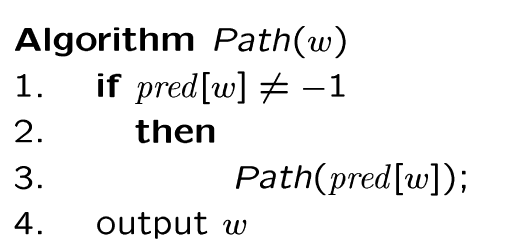 Algorithm Path(w)
1. if pred[w] ≠ −1
2. then
3. Path(pred[w]);
4. output w